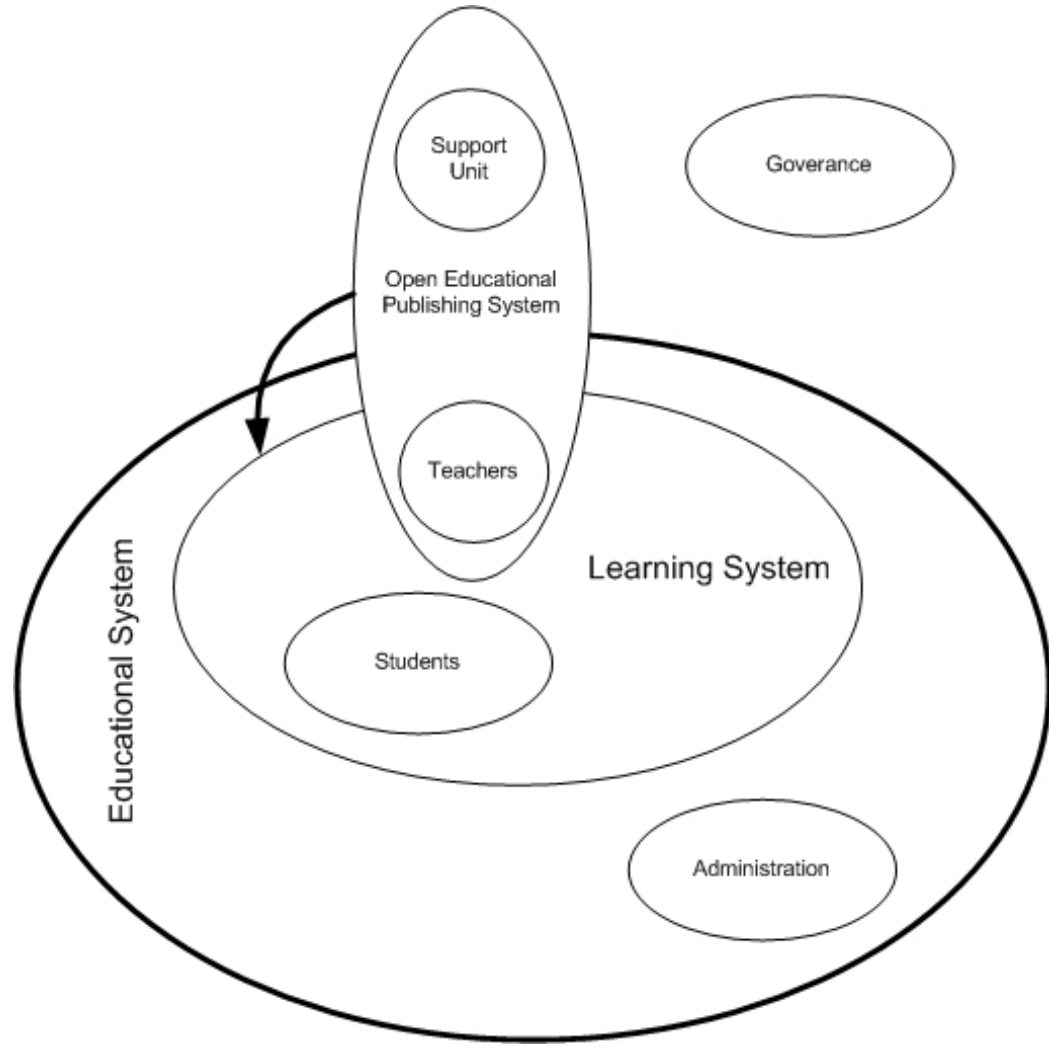 Support
Unit
Goverance
Open Educational
Publishing System
Teachers
Learning System
Educational System
Students
Administration